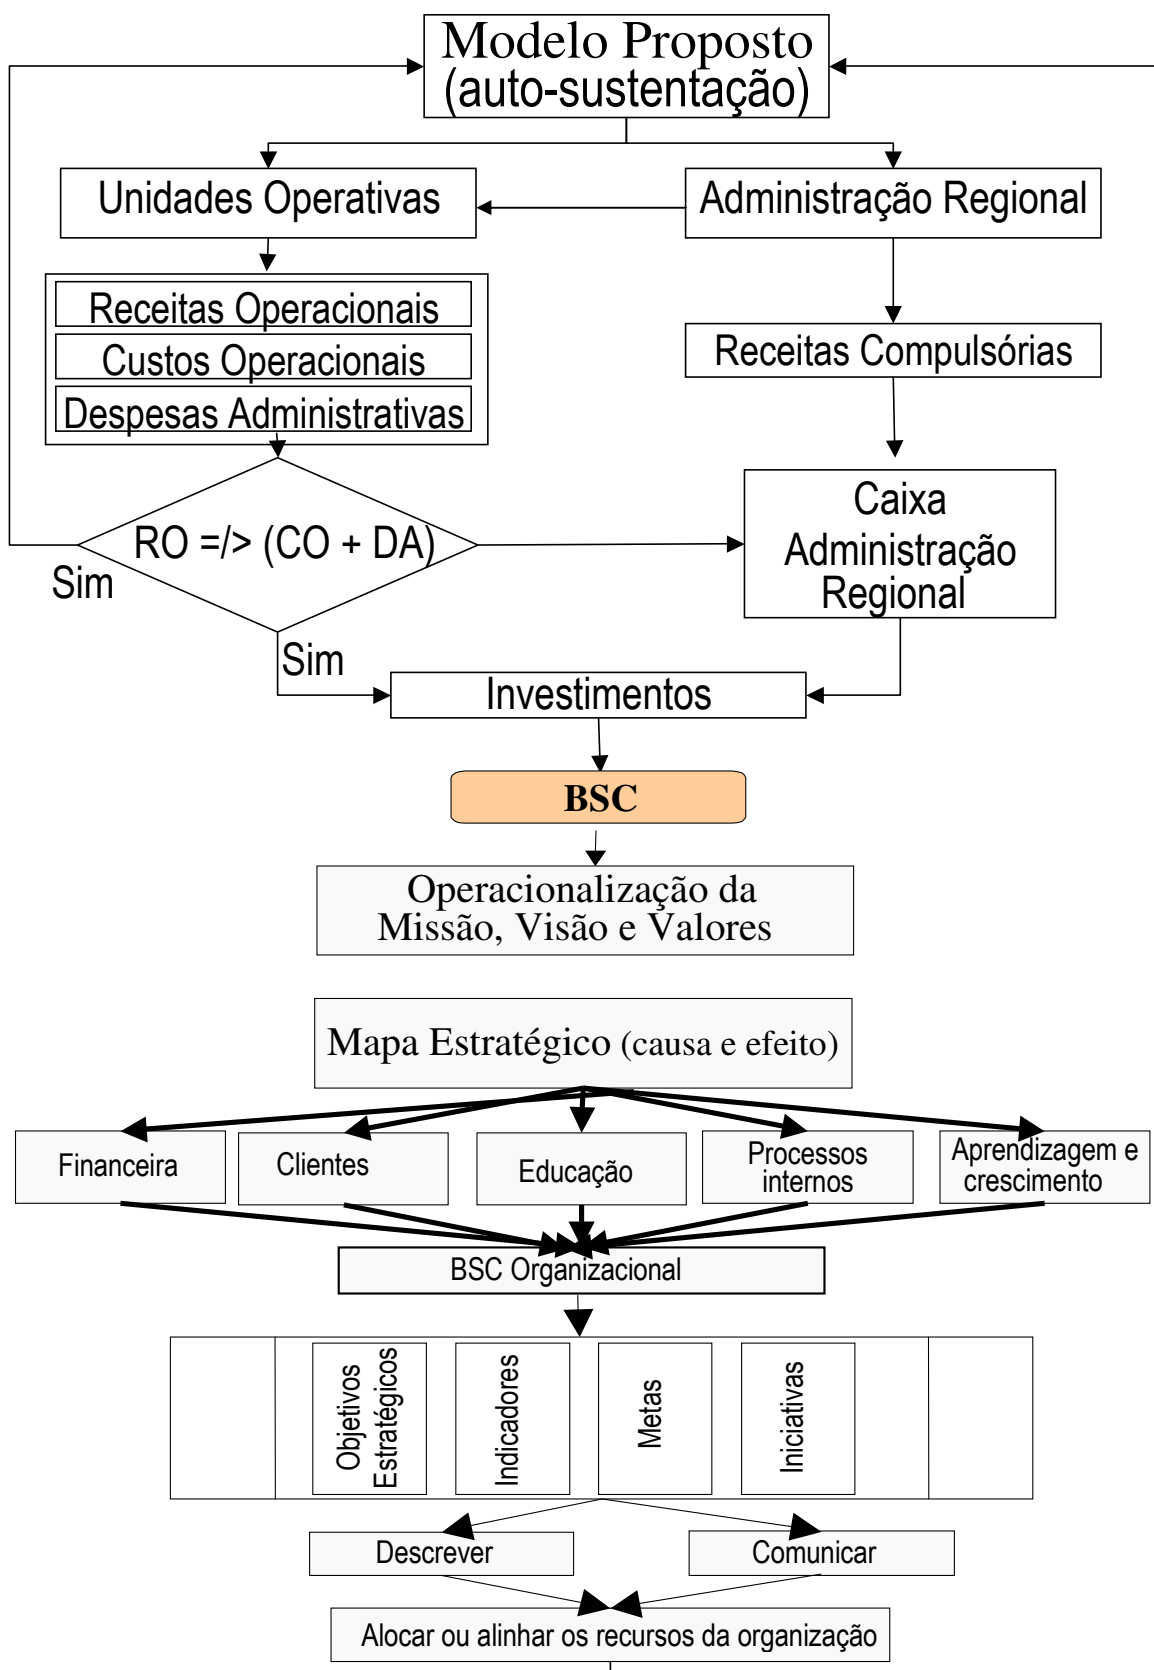 Modelo Proposto
(auto-sustentação)
Unidades Operativas
Administração Regional
Receitas Operacionais
Custos Operacionais
Despesas Administrativas
Receitas Compulsórias
RO =/> (CO + DA)
Sim
Caixa
Administração
Regional
Sim
Investimentos
BSC
Operacionalização da
Missão, Visão e Valores
Mapa Estratégico (causa e efeito)
Financeira
Clientes
Educação
Processos
internos
Aprendizagem e
crescimento
BSC Organizacional
Objetivos
Estratégicos
Indicadores
Metas
Iniciativas
Descrever
Comunicar
Alocar ou alinhar os recursos da organização